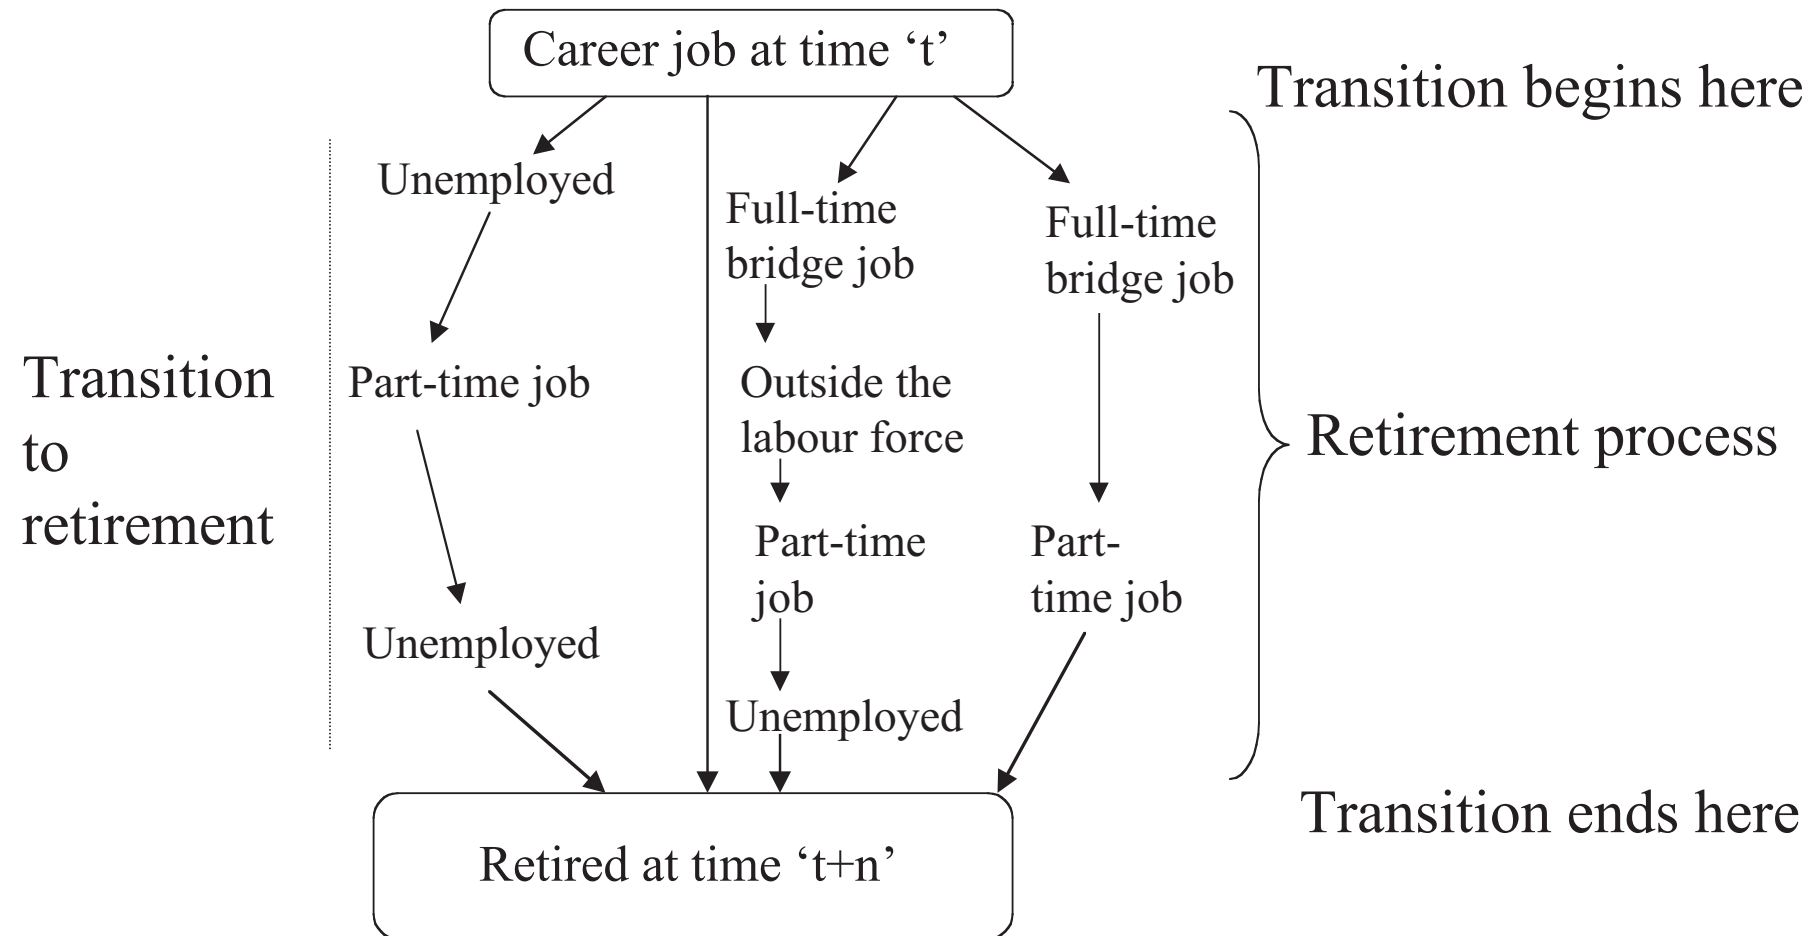 Career job at time ‘t’
Transition begins here
Unemployed
Full-time
bridge job
Full-time
bridge job
Transition
to
retirement
Part-time job
Outside the
labour force
Retirement process
Part-time
job
Part-
time job
Unemployed
Unemployed
Transition ends here
Retired at time ‘t+n’